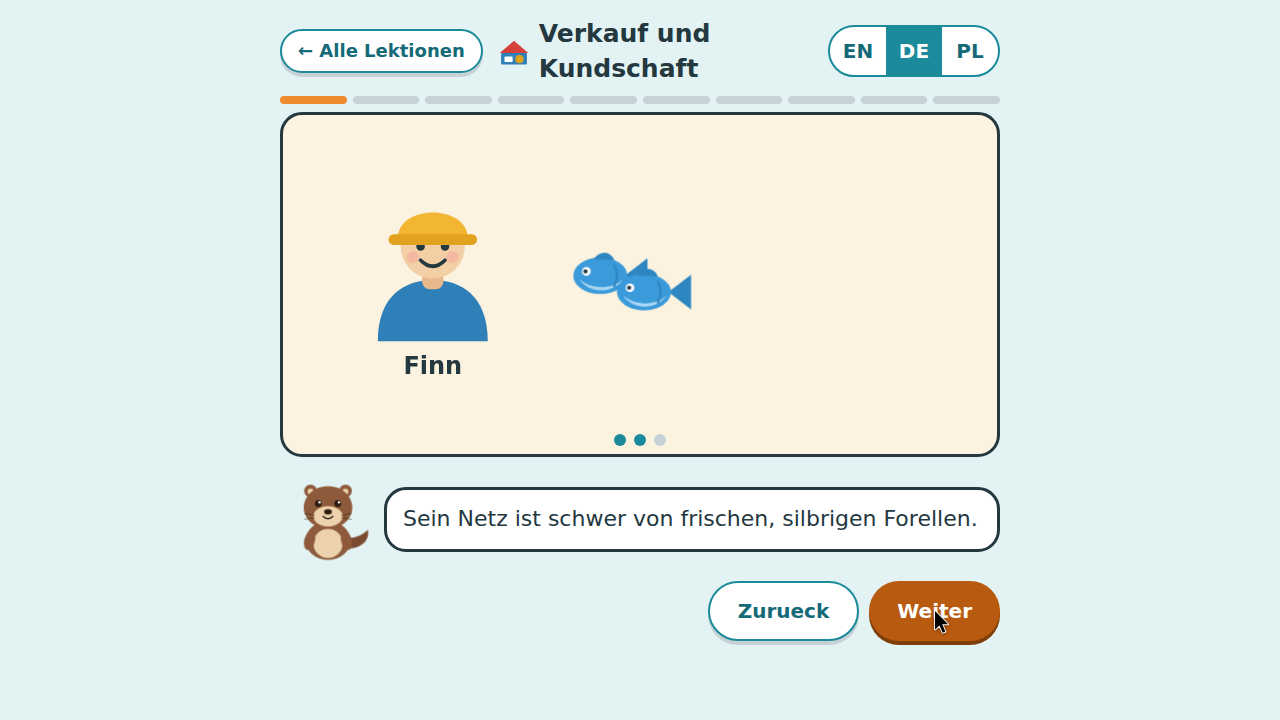 ← Alle Lektionen
Verkauf und
Kundschaft
EN DE PL
Finn
Sein Netz ist schwer von frischen, silbrigen Forellen.
Zurueck
Weiter